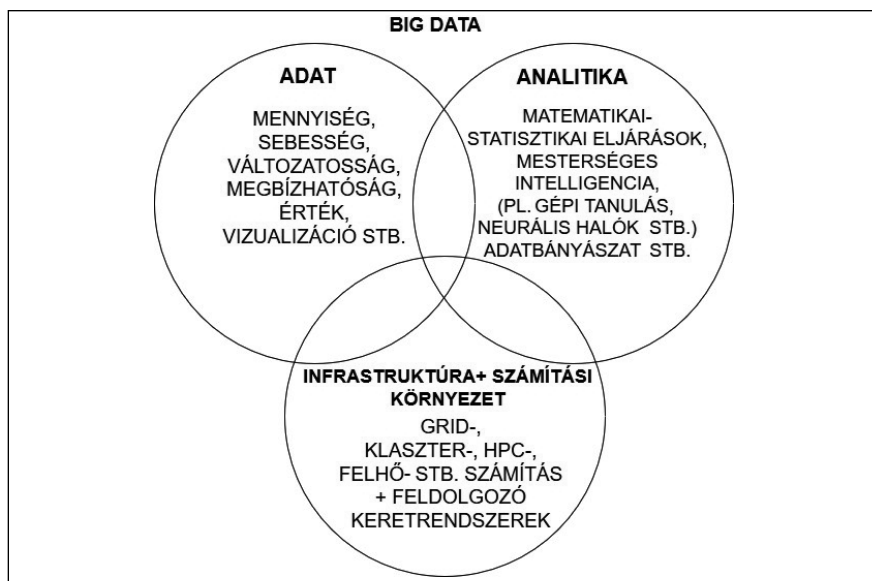 BIG DATA
ADAT
MENNYISÉG,
SEBESSÉG,
VÁLTOZATOSSÁG,
MEGBÍZHATÓSÁG,
ÉRTÉK,
VIZUALIZÁCIÓ STB.
ANALITIKA
MATEMATIKAI-
STATISZTIKAI ELJÁRÁSOK,
MESTERSÉGES
INTELLIGENCIA,
(PL. GÉPI TANULÁS,
NEURÁLIS HALÓK STB.)
ADATBÁNYÁSZAT STB.
INFRASTRUKTÚRA+ SZÁMÍTÁSI
KÖRNYEZET
GRID-,
KLASZTER-, HPC-,
FELHŐ- STB. SZÁMÍTÁS
+ FELDOLGOZÓ
KERETRENDSZEREK